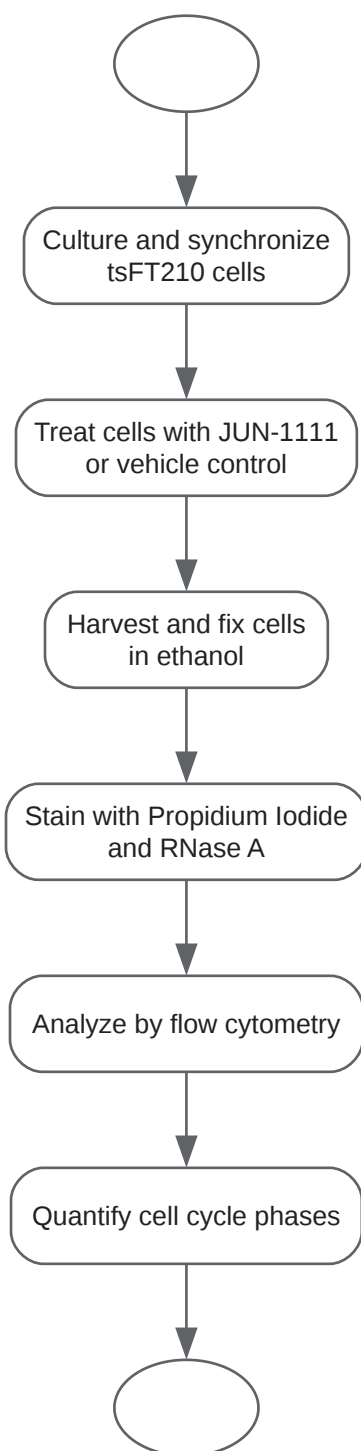 Culture and synchronize
tsFT210 cells
Treat cells with JUN-1111
or vehicle control
Harvest and fix cells
in ethanol
Stain with Propidium Iodide
and RNase A
Analyze by flow cytometry
Quantify cell cycle phases